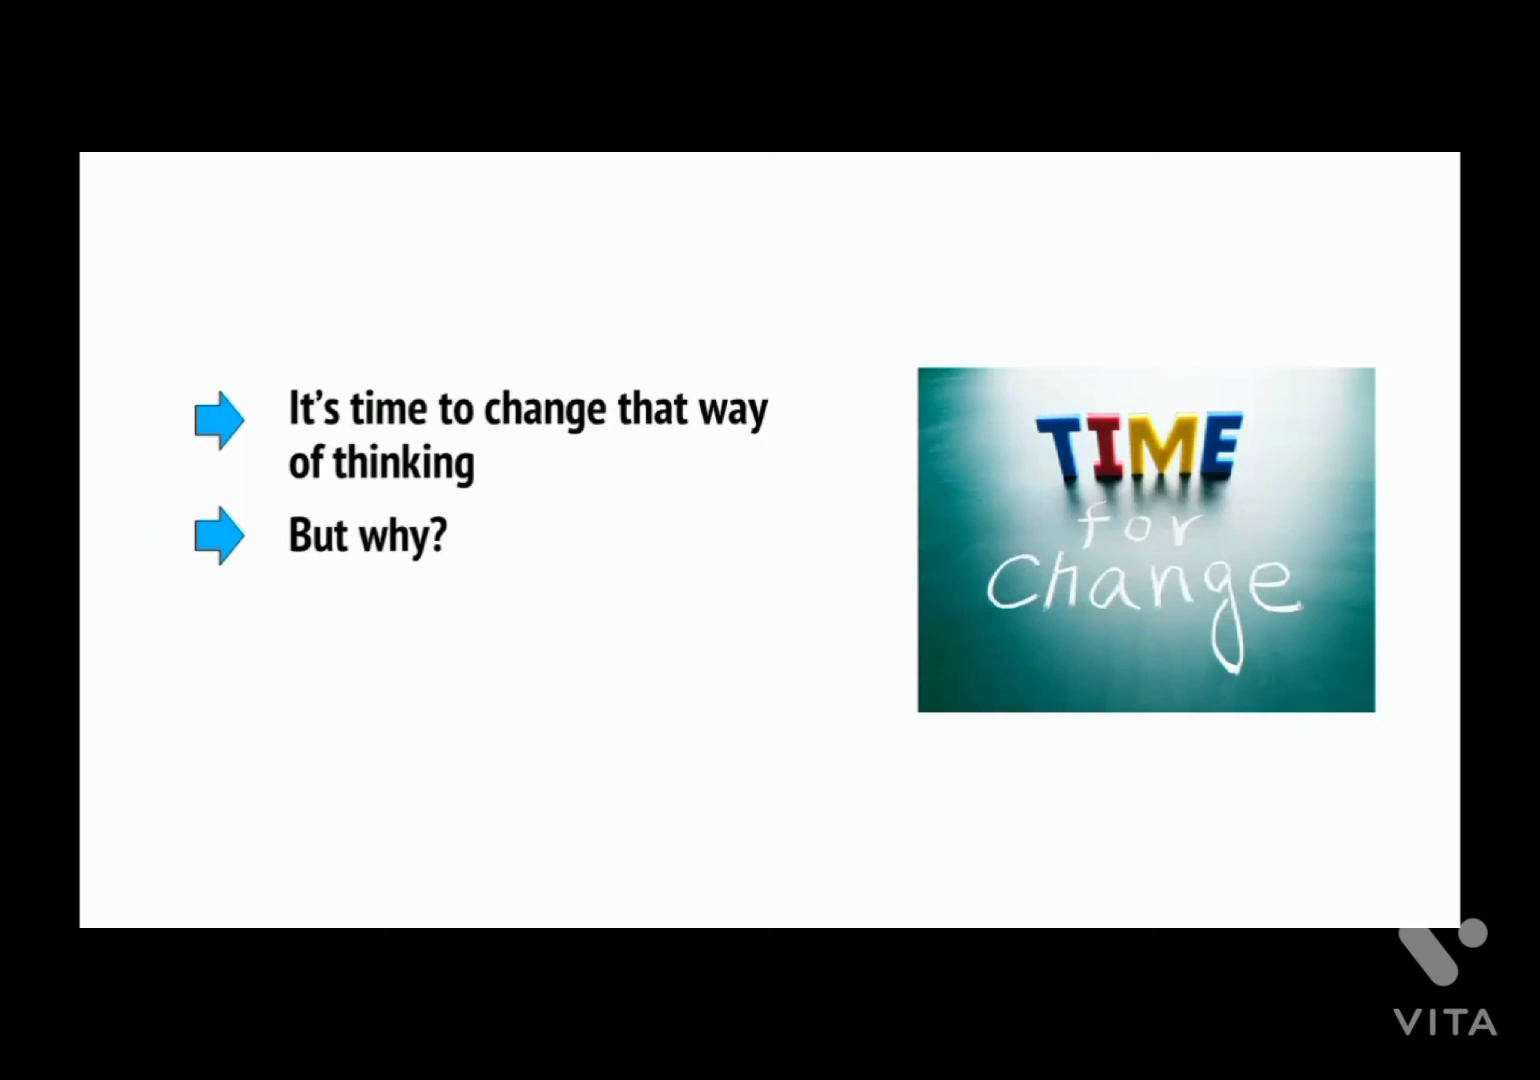 It's time to change that way
of thinking
But why?
TIME
for
Change
VITA